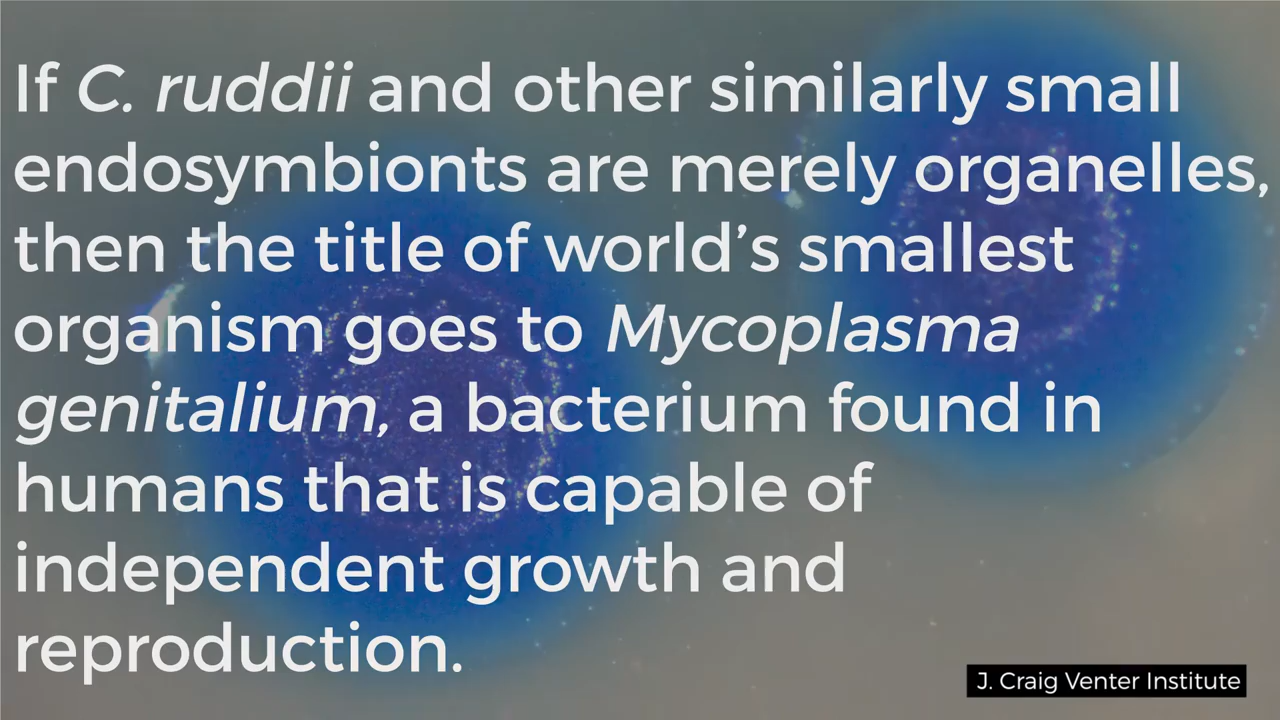 If C. ruddii and other similarly small
endosymbionts are merely organelles,
then the title of world’s smallest
organism goes to Mycoplasma
genitalium, a bacterium found in
humans that is capable of
independent growth and
reproduction.
J. Craig Venter Institute